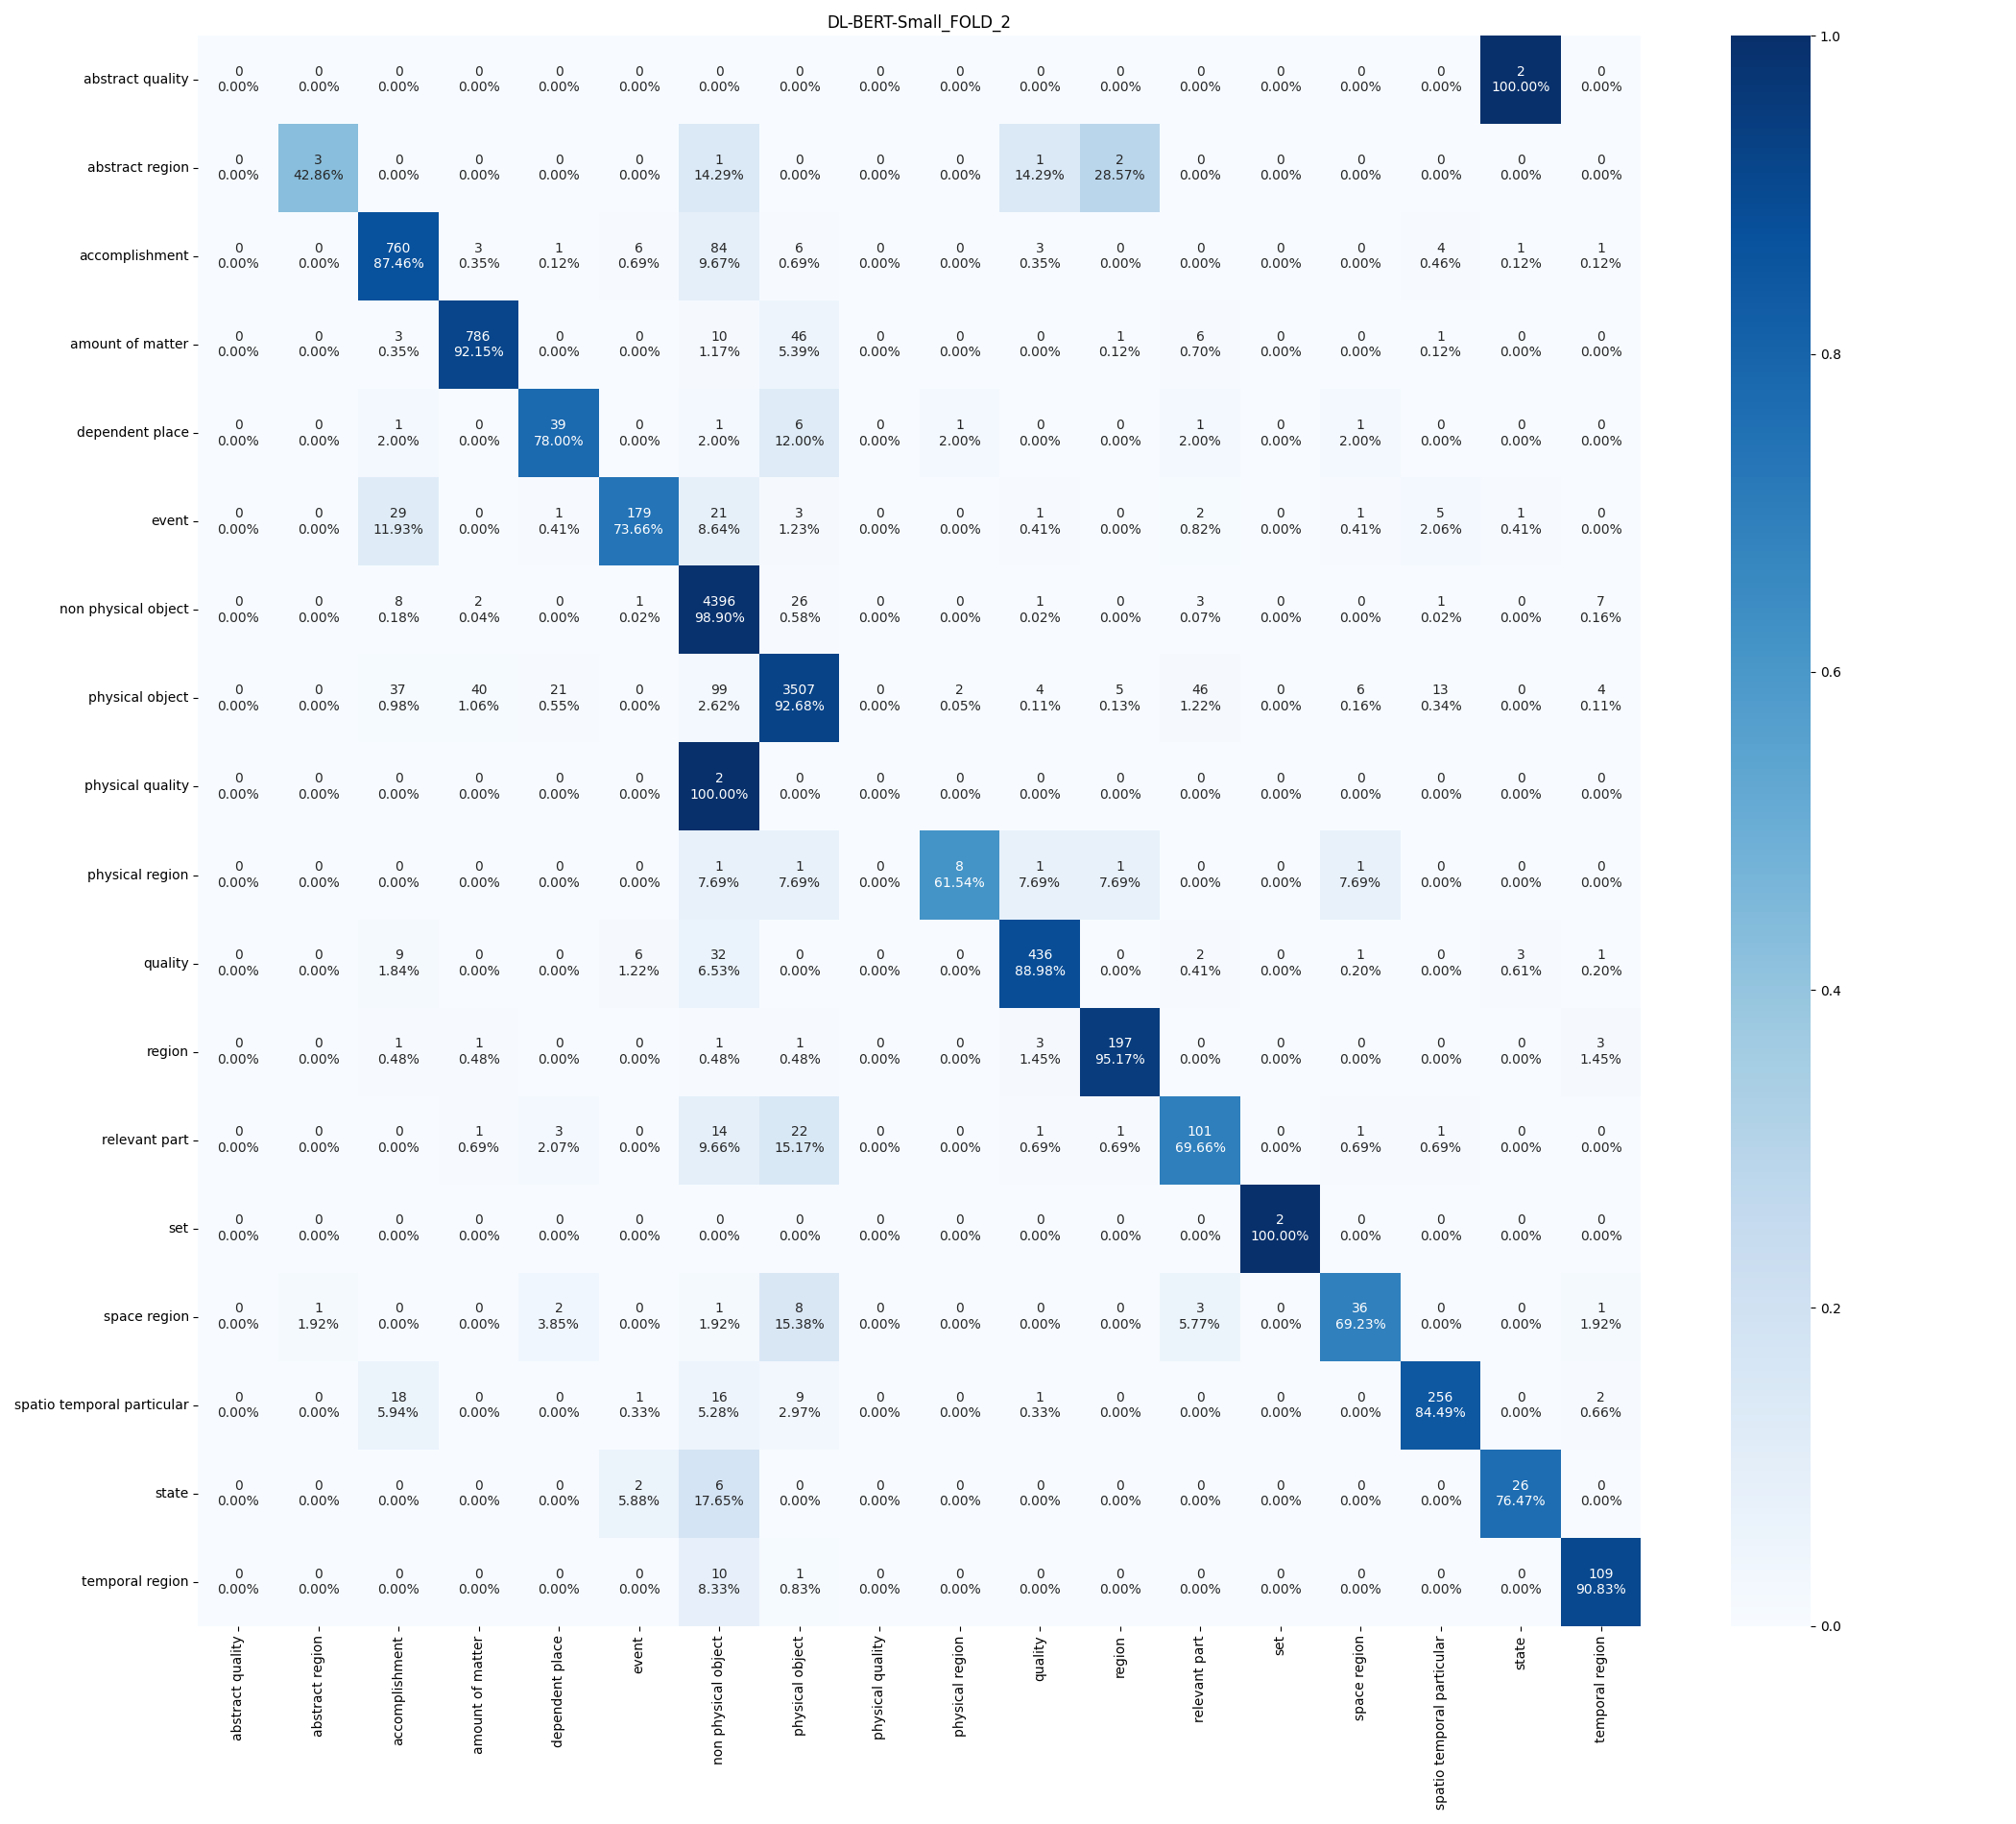 DL-BERT-Small_FOLD_2
abstract quality 0 0 0 0 0 0 0 0 0 0 0 0 0 0 0 0 2 0
0.00% 0.00% 0.00% 0.00% 0.00% 0.00% 0.00% 0.00% 0.00% 0.00% 0.00% 0.00% 0.00% 0.00% 0.00% 0.00% 100.00% 0.00%
abstract region 0 3 0 0 0 0 1 0 0 0 1 2 0 0 0 0 0 0
0.00% 42.86% 0.00% 0.00% 0.00% 0.00% 14.29% 0.00% 0.00% 0.00% 14.29% 28.57% 0.00% 0.00% 0.00% 0.00% 0.00% 0.00%
accomplishment 0 0 760 3 1 6 84 6 0 0 3 0 0 0 0 4 1 1
0.00% 0.00% 87.46% 0.35% 0.12% 0.69% 9.67% 0.69% 0.00% 0.00% 0.35% 0.00% 0.00% 0.00% 0.00% 0.46% 0.12% 0.12%
amount of matter 0 0 3 786 0 0 10 46 0 0 0 1 6 0 0 1 0 0
0.00% 0.00% 0.35% 92.15% 0.00% 0.00% 1.17% 5.39% 0.00% 0.00% 0.00% 0.12% 0.70% 0.00% 0.00% 0.12% 0.00% 0.00%
dependent place 0 0 1 0 39 0 1 6 0 1 0 0 1 0 1 0 0 0
0.00% 0.00% 2.00% 0.00% 78.00% 0.00% 2.00% 12.00% 0.00% 2.00% 0.00% 0.00% 2.00% 0.00% 2.00% 0.00% 0.00% 0.00%
event 0 0 29 0 1 179 21 3 0 0 1 0 2 0 1 5 1 0
0.00% 0.00% 11.93% 0.00% 0.41% 73.66% 8.64% 1.23% 0.00% 0.00% 0.41% 0.00% 0.82% 0.00% 0.41% 2.06% 0.41% 0.00%
non physical object 0 0 8 2 0 1 4396 26 0 0 1 0 3 0 0 1 0 7
0.00% 0.00% 0.18% 0.04% 0.00% 0.02% 98.90% 0.58% 0.00% 0.00% 0.02% 0.00% 0.07% 0.00% 0.00% 0.02% 0.00% 0.16%
physical object 0 0 37 40 21 0 99 3507 0 2 4 5 46 0 6 13 0 4
0.00% 0.00% 0.98% 1.06% 0.55% 0.00% 2.62% 92.68% 0.00% 0.05% 0.11% 0.13% 1.22% 0.00% 0.16% 0.34% 0.00% 0.11%
physical quality 0 0 0 0 0 0 2 0 0 0 0 0 0 0 0 0 0 0
0.00% 0.00% 0.00% 0.00% 0.00% 0.00% 100.00% 0.00% 0.00% 0.00% 0.00% 0.00% 0.00% 0.00% 0.00% 0.00% 0.00% 0.00%
physical region 0 0 0 0 0 0 1 1 0 8 1 1 0 0 1 0 0 0
0.00% 0.00% 0.00% 0.00% 0.00% 0.00% 7.69% 7.69% 0.00% 61.54% 7.69% 7.69% 0.00% 0.00% 7.69% 0.00% 0.00% 0.00%
quality 0 0 9 0 0 6 32 0 0 0 436 0 2 0 1 0 3 1
0.00% 0.00% 1.84% 0.00% 0.00% 1.22% 6.53% 0.00% 0.00% 0.00% 88.98% 0.00% 0.41% 0.00% 0.20% 0.00% 0.61% 0.20%
region 0 0 1 1 0 0 1 1 0 0 3 197 0 0 0 0 0 3
0.00% 0.00% 0.48% 0.48% 0.00% 0.00% 0.48% 0.48% 0.00% 0.00% 1.45% 95.17% 0.00% 0.00% 0.00% 0.00% 0.00% 1.45%
relevant part 0 0 0 1 3 0 14 22 0 0 1 1 101 0 1 1 0 0
0.00% 0.00% 0.00% 0.69% 2.07% 0.00% 9.66% 15.17% 0.00% 0.00% 0.69% 0.69% 69.66% 0.00% 0.69% 0.69% 0.00% 0.00%
set 0 0 0 0 0 0 0 0 0 0 0 0 0 2 0 0 0 0
0.00% 0.00% 0.00% 0.00% 0.00% 0.00% 0.00% 0.00% 0.00% 0.00% 0.00% 0.00% 0.00% 100.00% 0.00% 0.00% 0.00% 0.00%
space region 0 1 0 0 2 0 1 8 0 0 0 0 3 0 36 0 0 1
0.00% 1.92% 0.00% 0.00% 3.85% 0.00% 1.92% 15.38% 0.00% 0.00% 0.00% 0.00% 5.77% 0.00% 69.23% 0.00% 0.00% 1.92%
spatio temporal particular 0 0 18 0 0 1 16 9 0 0 1 0 0 0 0 256 0 2
0.00% 0.00% 5.94% 0.00% 0.00% 0.33% 5.28% 2.97% 0.00% 0.00% 0.33% 0.00% 0.00% 0.00% 0.00% 84.49% 0.00% 0.66%
state 0 0 0 0 0 2 6 0 0 0 0 0 0 0 0 0 26 0
0.00% 0.00% 0.00% 0.00% 0.00% 5.88% 17.65% 0.00% 0.00% 0.00% 0.00% 0.00% 0.00% 0.00% 0.00% 0.00% 76.47% 0.00%
temporal region 0 0 0 0 0 0 10 1 0 0 0 0 0 0 0 0 0 109
0.00% 0.00% 0.00% 0.00% 0.00% 0.00% 8.33% 0.83% 0.00% 0.00% 0.00% 0.00% 0.00% 0.00% 0.00% 0.00% 0.00% 90.83%
abstract quality
abstract region
accomplishment
amount of matter
dependent place
event
non physical object
physical object
physical quality
physical region
quality
region
relevant part
set
space region
spatio temporal particular
state
temporal region
1.0
0.8
0.6
0.4
0.2
0.0